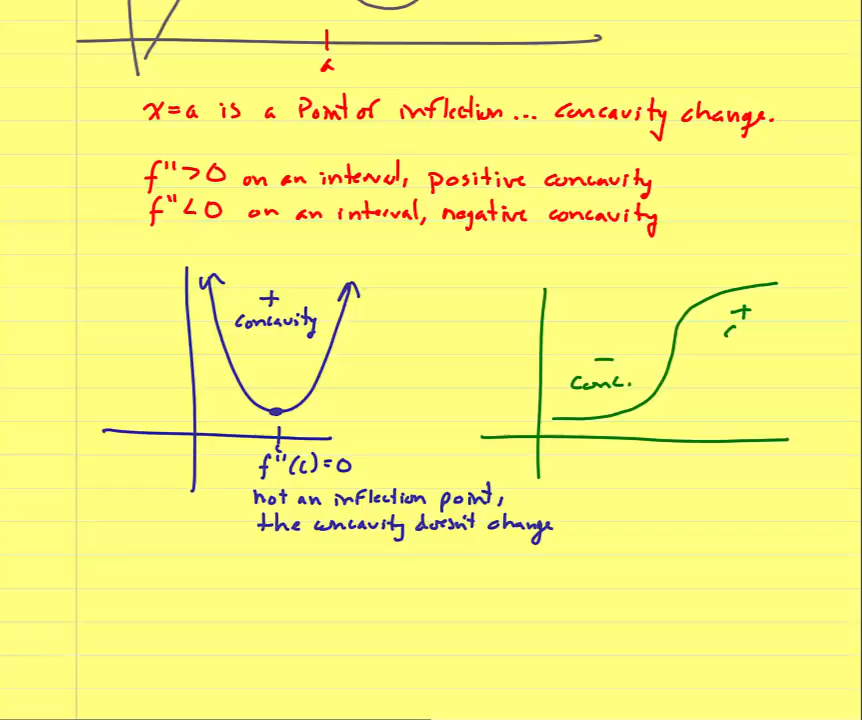 a
x=a is a Point of inflection... concavity change.
f''>0 on an interval, positive concavity
f''<0 on an interval, negative concavity
+
concavity
c
f''(c)=0
not an inflection point,
the concavity doesn't change
−
conc.
+
c